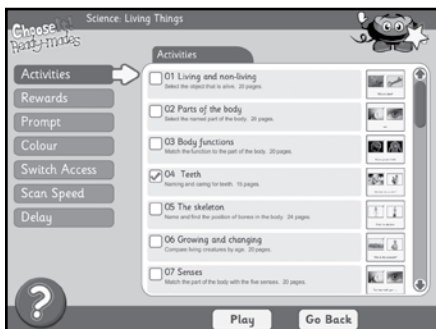 Science: Living Things
Choose it!
Ready-mades
Activities
Activities
Rewards
Prompt
Colour
Switch Access
Scan Speed
Delay
01 Living and non-living
Select the object that is alive. 20 pages.
02 Parts of the body
Select the named part of the body. 20 pages.
03 Body functions
Match the function to the part of the body. 20 pages.
04 Teeth
Naming and caring for teeth. 16 pages.
05 The skeleton
Name and find the position of bones in the body. 24 pages.
06 Growing and changing
Compare living creatures by age. 20 pages.
07 Senses
Match the part of the body with the five senses. 20 pages.
?
Play
Go Back